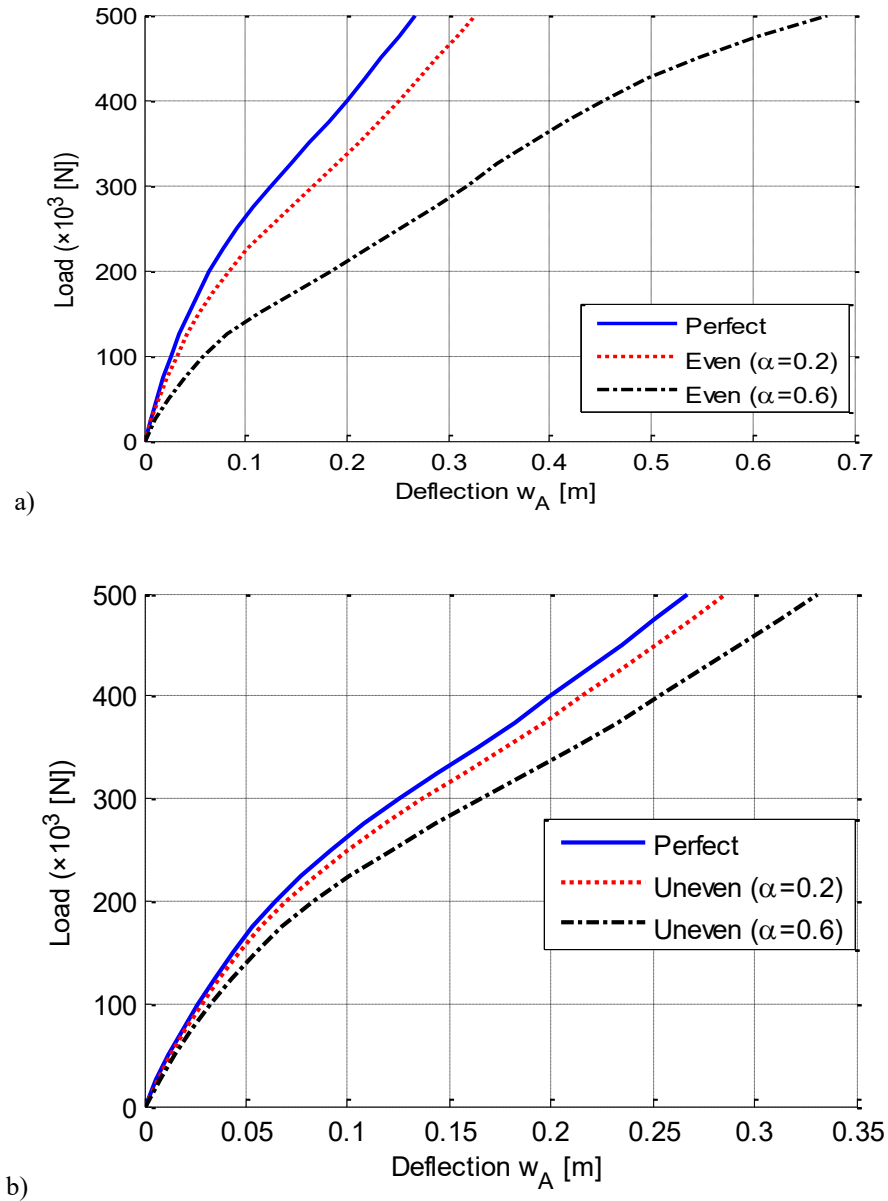 500
400
300
200
100
0
Load (×10³ [N])
Perfect
Even (α=0.2)
Even (α=0.6)
0 0.1 0.2 0.3 0.4 0.5 0.6 0.7
Deflection w_A [m]
a)
500
400
300
200
100
0
Load (×10³ [N])
Perfect
Uneven (α=0.2)
Uneven (α=0.6)
0 0.05 0.1 0.15 0.2 0.25 0.3 0.35
Deflection w_A [m]
b)